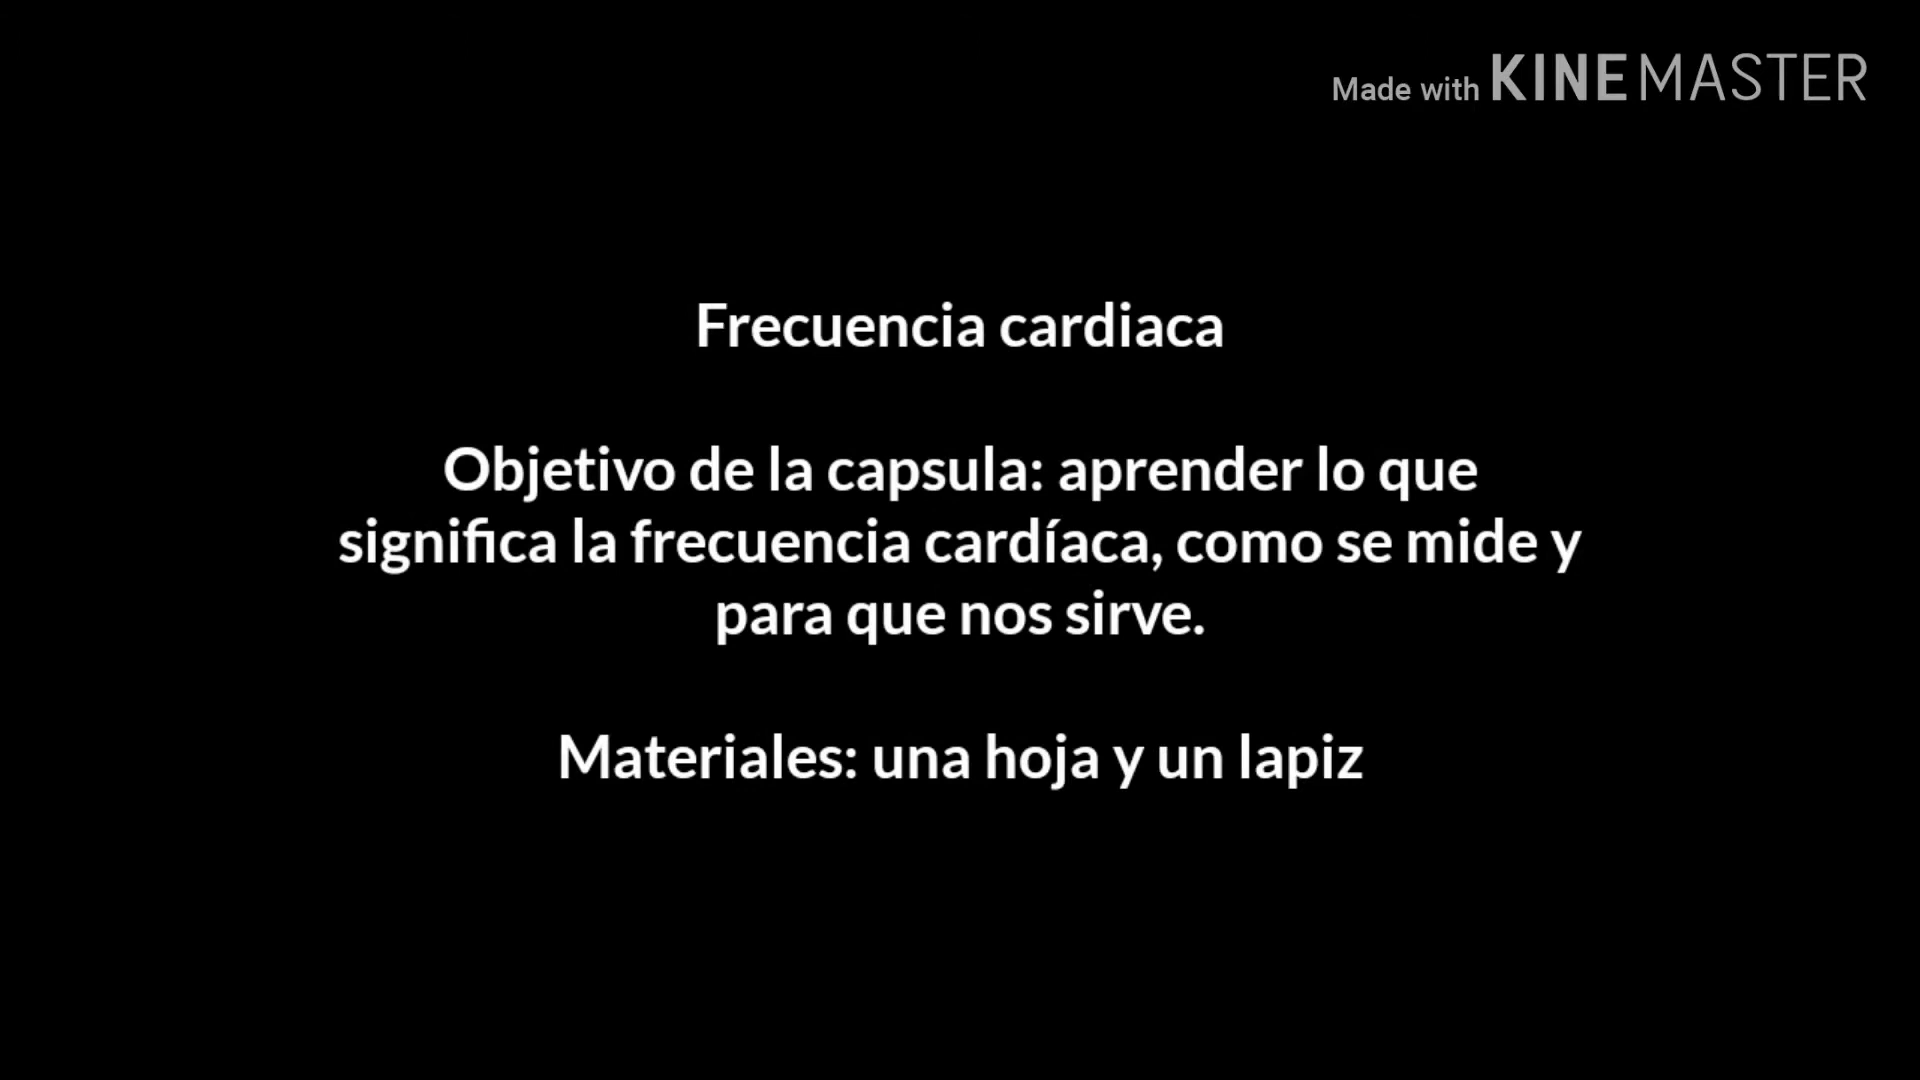 Made with KINEMASTER
Frecuencia cardiaca
Objetivo de la capsula: aprender lo que
significa la frecuencia cardíaca, como se mide y
para que nos sirve.
Materiales: una hoja y un lapiz